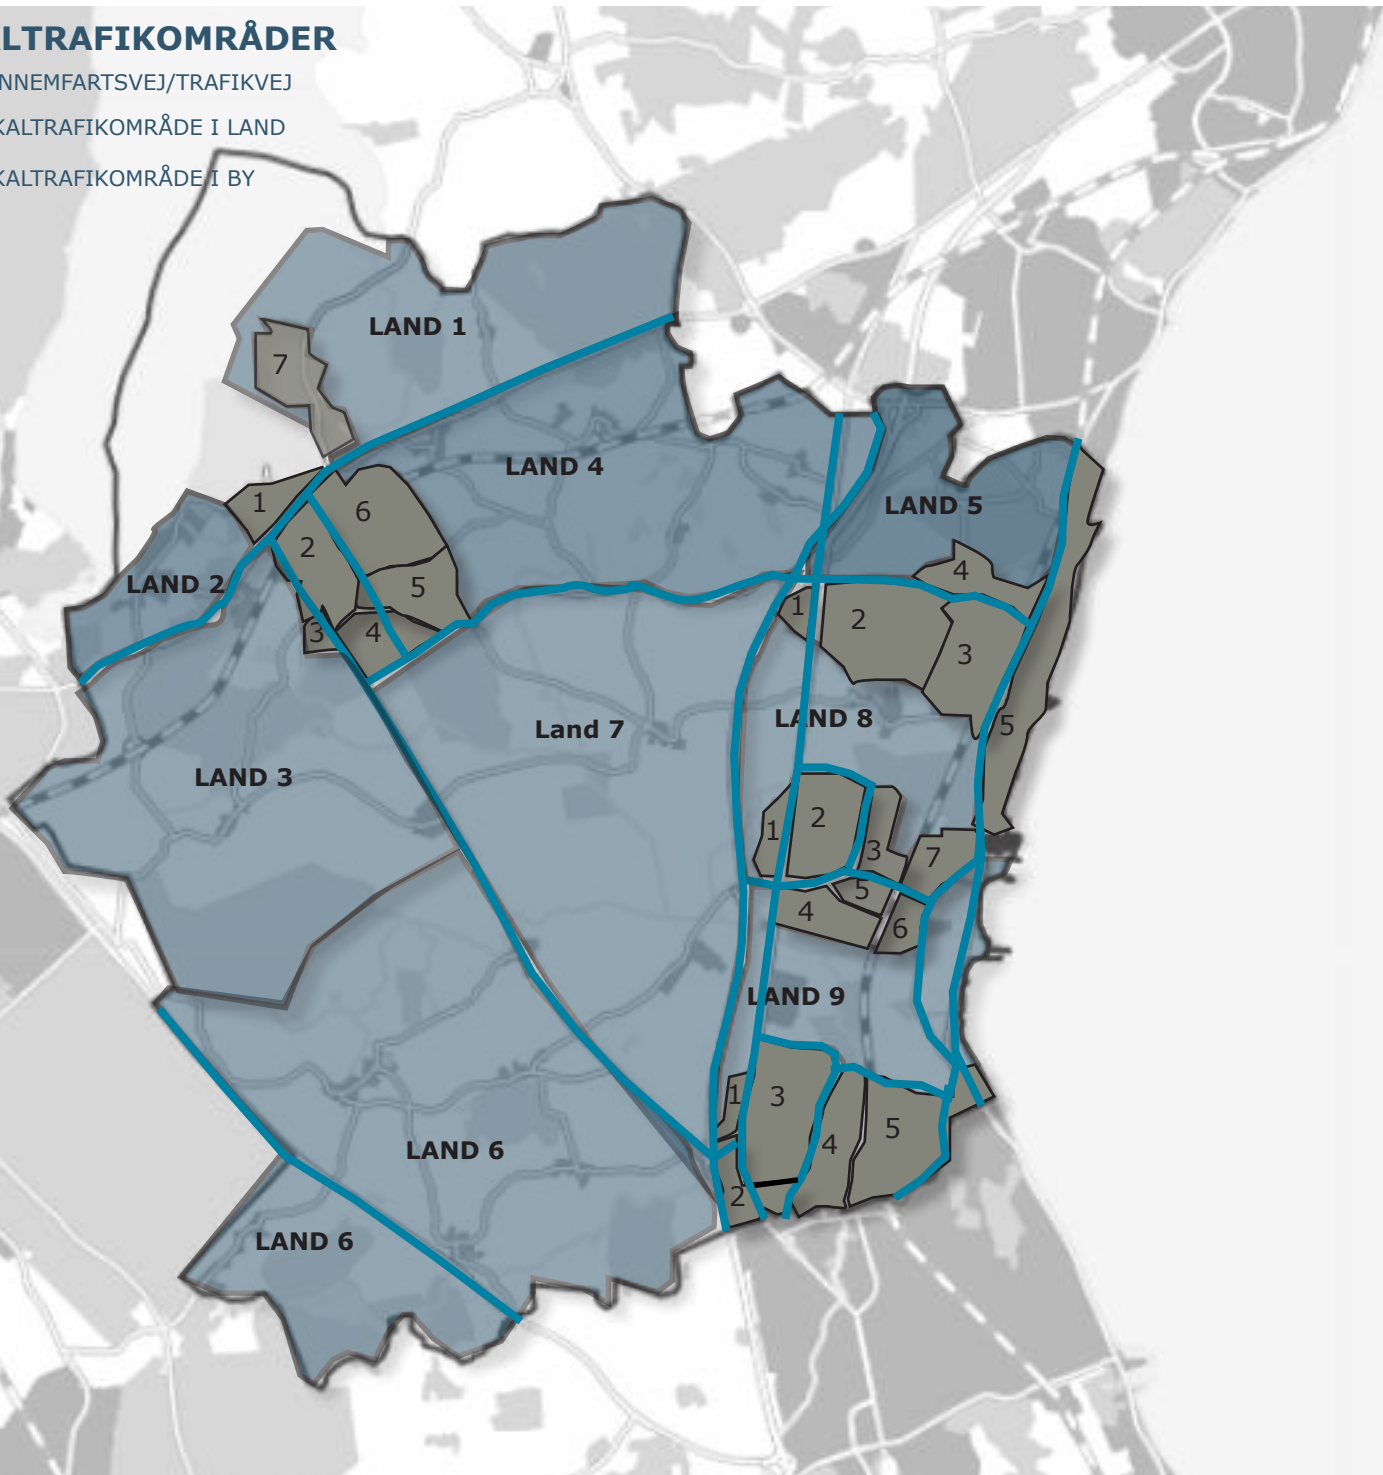 LTRAFIKOMRÅDER
NNEMFARTSVEJ/TRAFIKVEJ
KALTRAFIKOMRÅDE I LAND
KALTRAFIKOMRÅDE I BY
LAND 1
7
LAND 4
1
6
LAND 5
2
LAND 2
5
4
1
2
3
4
3
LAND 8
5
Land 7
LAND 3
2
1
3
7
5
4
6
LAND 9
1
3
5
4
LAND 6
2
LAND 6